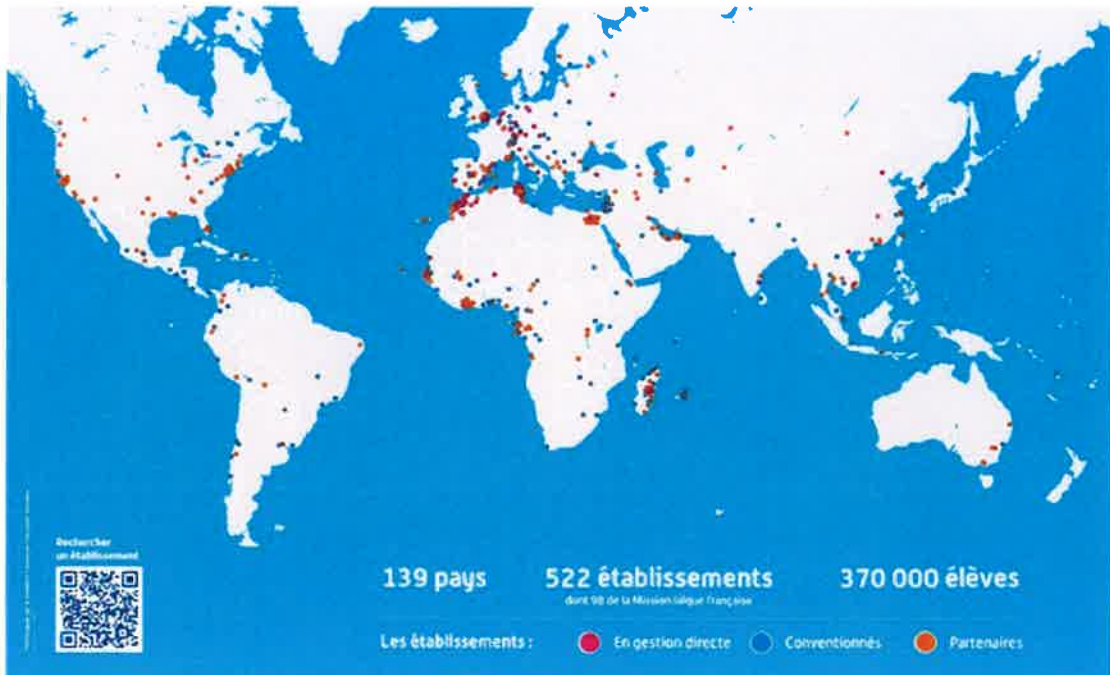 Rechercher
un établissement
139 pays
522 établissements
370 000 élèves
dont 98 de la Mission laïque française
Les établissements :
En gestion directe
Conventionnés
Partenaires